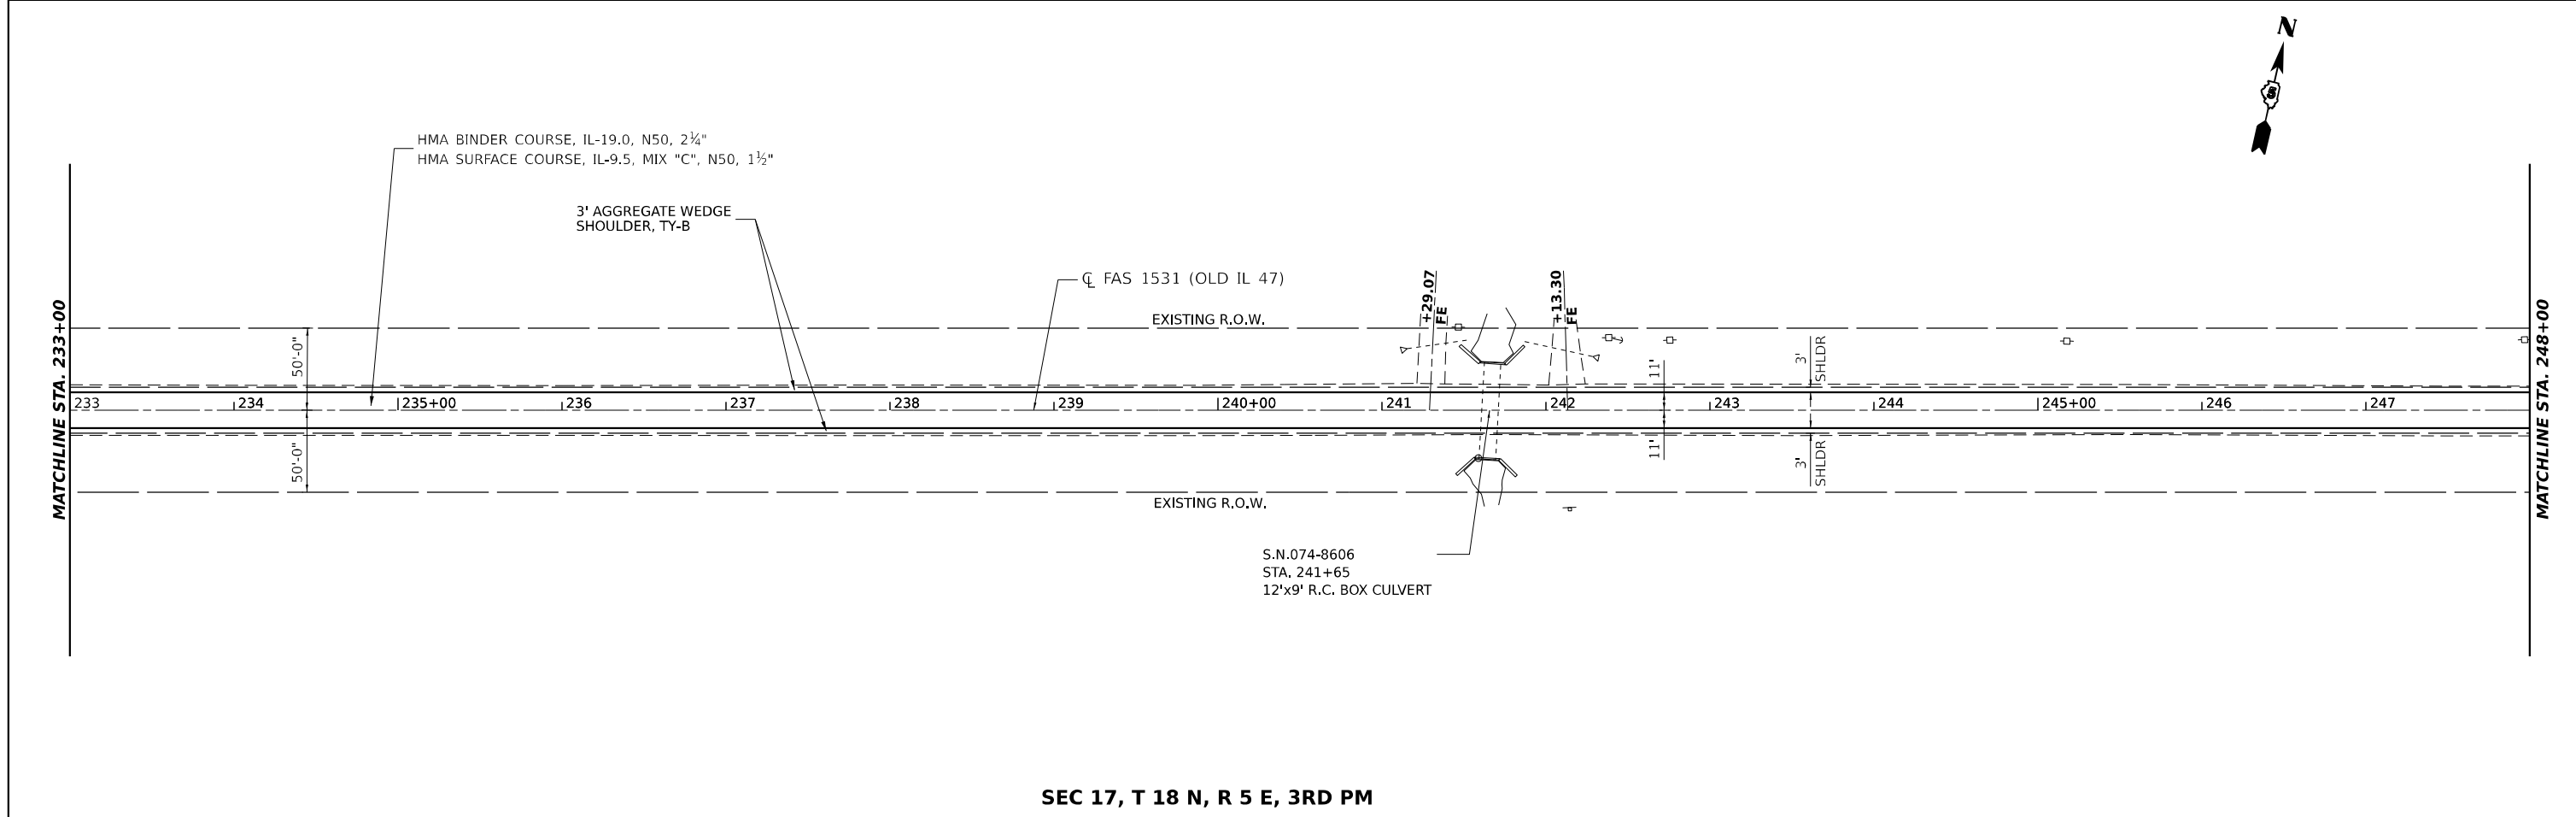 N
HMA BINDER COURSE, IL-19.0, N50, 2¼"
HMA SURFACE COURSE, IL-9.5, MIX "C", N50, 1½"
3' AGGREGATE WEDGE
SHOULDER, TY-B
℄ FAS 1531 (OLD IL 47)
+29.07
FE
+13.30
FE
EXISTING R.O.W.
MATCHLINE STA. 233+00
50'-0"
11'
3'
SHLDR
MATCHLINE STA. 248+00
233
234
235+00
236
237
238
239
240+00
241
242
243
244
245+00
246
247
50'-0"
11'
3'
SHLDR
EXISTING R.O.W.
S.N.074-8606
STA. 241+65
12'x9' R.C. BOX CULVERT
SEC 17, T 18 N, R 5 E, 3RD PM